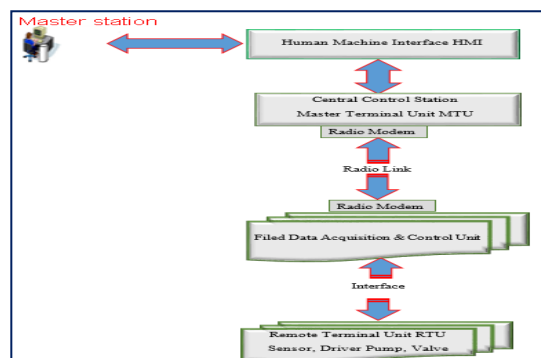 Master station
Human Machine Interface HMI
Central Control Station
Master Terminal Unit MTU
Radio Modem
Radio Link
Radio Modem
Filed Data Acquisition & Control Unit
Interface
Remote Terminal Unit RTU
Sensor, Driver Pump, Valve